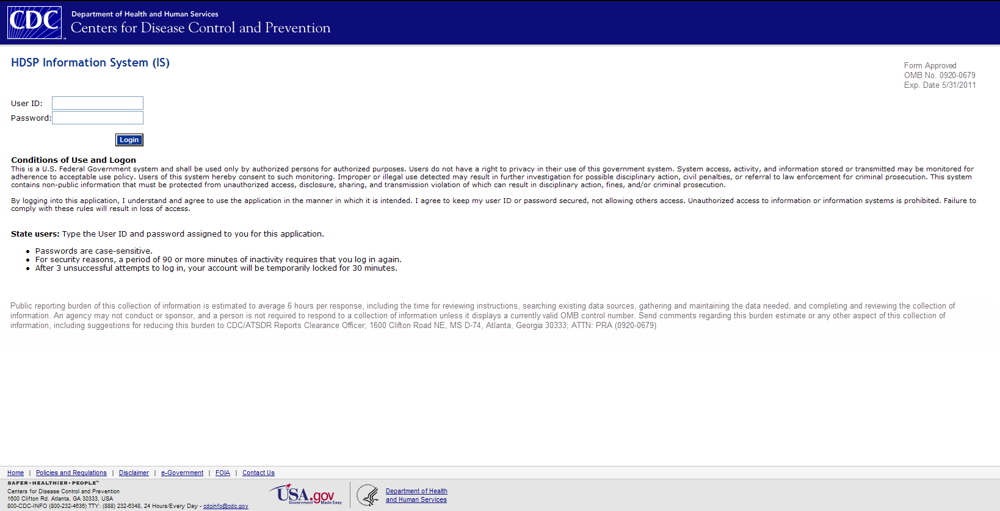 CDC
Department of Health and Human Services
Centers for Disease Control and Prevention
™
HDSP Information System (IS)
Form Approved
OMB No. 0920-0679
Exp. Date 5/31/2011
User ID:
Password:
Login
Conditions of Use and Logon
This is a U.S. Federal Government system and shall be used only by authorized persons for authorized purposes. Users do not have a right to privacy in their use of this government system. System access, activity, and information stored or transmitted may be monitored for
adherence to acceptable use policy. Users of this system hereby consent to such monitoring. Improper or illegal use detected may result in further investigation for possible disciplinary action, civil penalties, or referral to law enforcement for criminal prosecution. This system
contains non-public information that must be protected from unauthorized access, disclosure, sharing, and transmission violation of which can result in disciplinary action, fines, and/or criminal prosecution.
By logging into this application, I understand and agree to use the application in the manner in which it is intended. I agree to keep my user ID or password secured, not allowing others access. Unauthorized access to information or information systems is prohibited. Failure to
comply with these rules will result in loss of access.
State users: Type the User ID and password assigned to you for this application.
• Passwords are case-sensitive.
• For security reasons, a period of 90 or more minutes of inactivity requires that you log in again.
• After 3 unsuccessful attempts to log in, your account will be temporarily locked for 30 minutes.
Public reporting burden of this collection of information is estimated to average 6 hours per response, including the time for reviewing instructions, searching existing data sources, gathering and maintaining the data needed, and completing and reviewing the collection of
information. An agency may not conduct or sponsor, and a person is not required to respond to a collection of information unless it displays a currently valid OMB control number. Send comments regarding this burden estimate or any other aspect of this collection of
information, including suggestions for reducing this burden to CDC/ATSDR Reports Clearance Officer; 1600 Clifton Road NE, MS D-74, Atlanta, Georgia 30333; ATTN: PRA (0920-0679)
Home | Policies and Regulations | Disclaimer | e-Government | FOIA | Contact Us
SAFER • HEALTHIER • PEOPLE™
Centers for Disease Control and Prevention
1600 Clifton Rd. Atlanta, GA 30333, USA
800-CDC-INFO (800-232-4636) TTY: (888) 232-6348, 24 Hours/Every Day - cdcinfo@cdc.gov
USA.gov
Government Made Easy
Department of Health
and Human Services